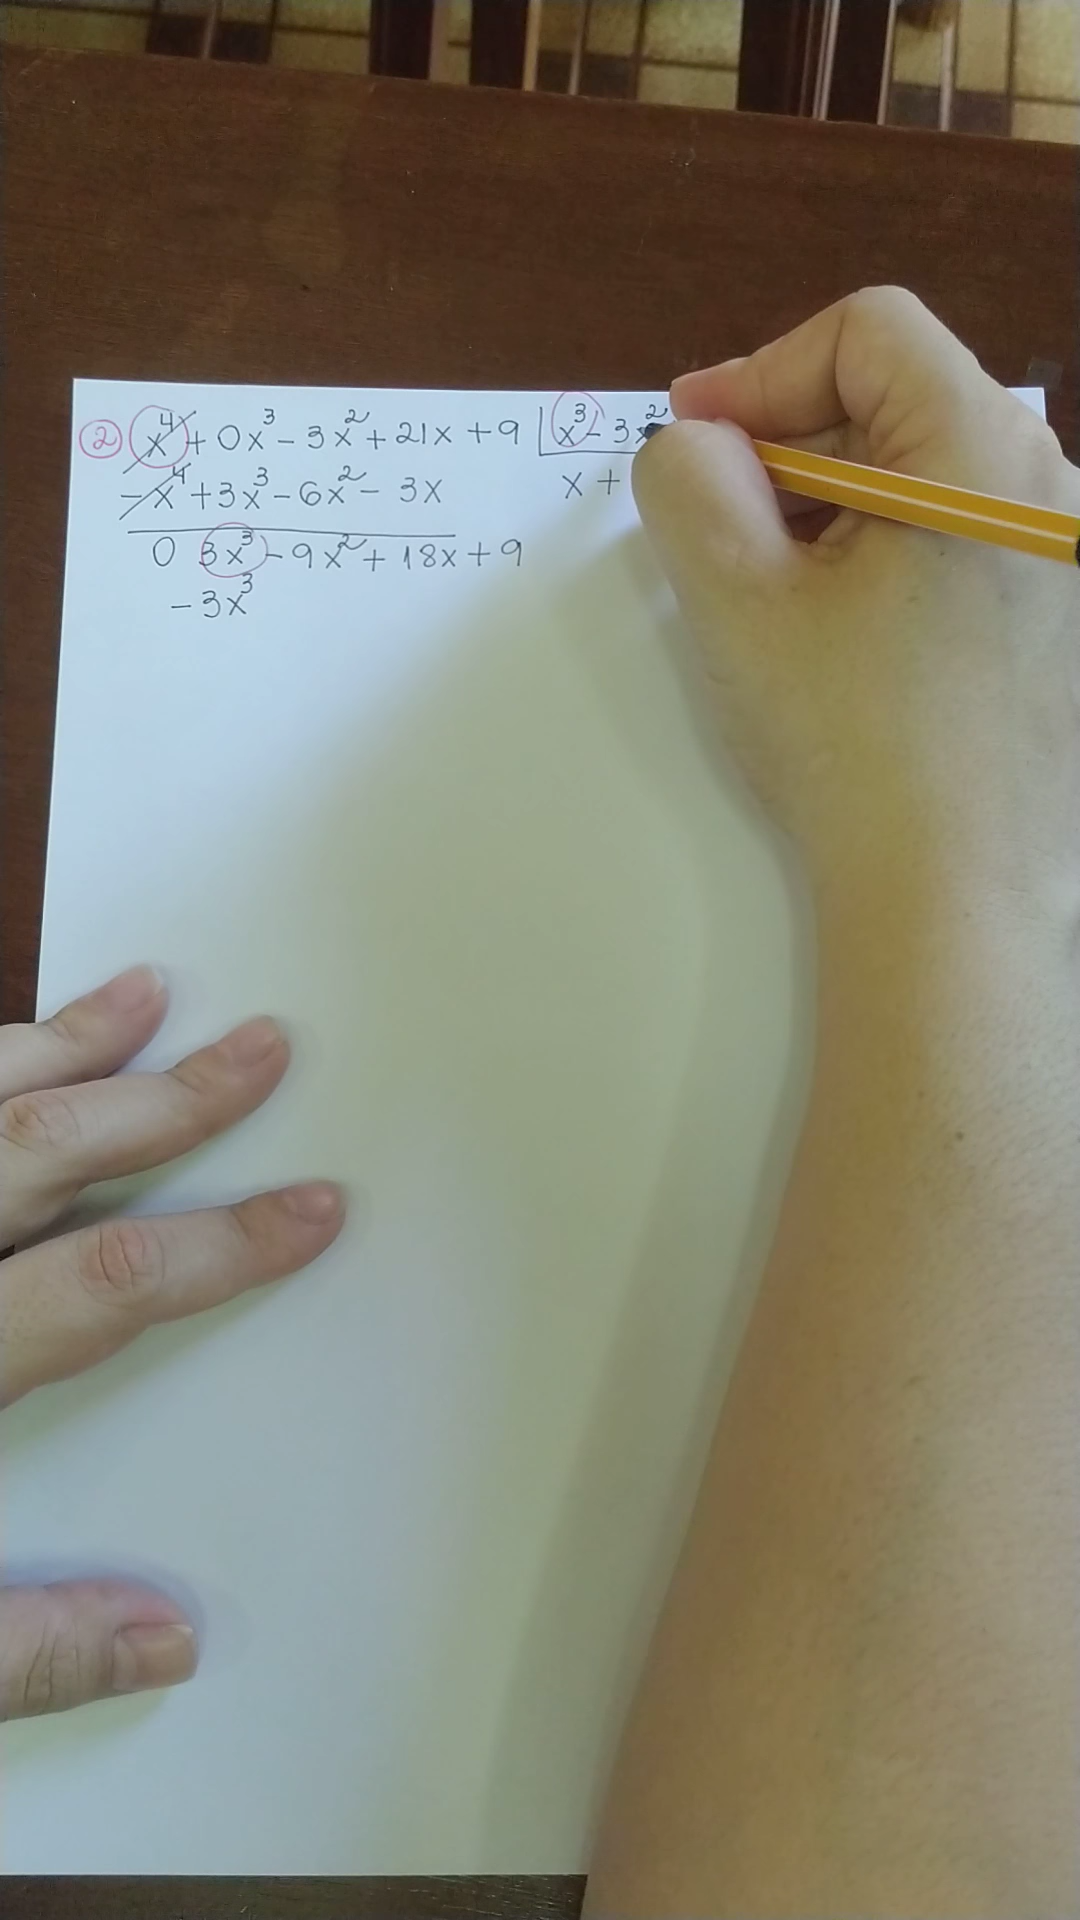 ② x⁴ + 0x³ - 3x² + 21x + 9 | x³ - 3x²
- x⁴ + 3x³ - 6x² - 3x x +
0 3x³ - 9x² + 18x + 9
- 3x³